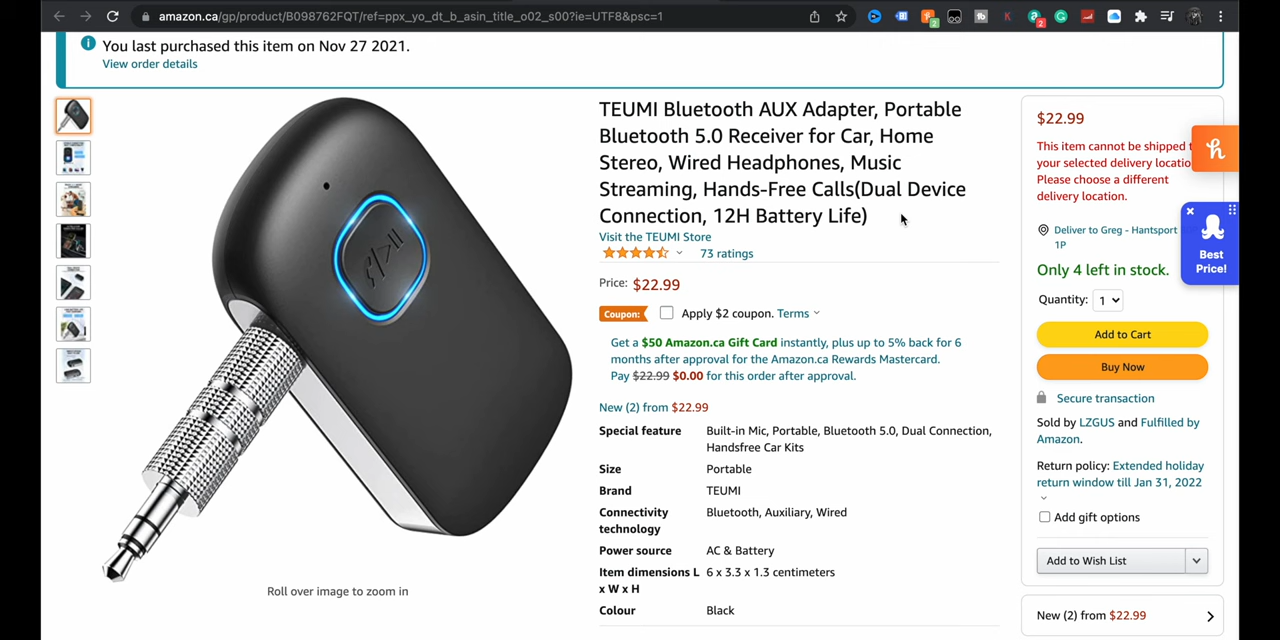 amazon.ca/gp/product/B098762FQT/ref=ppx_yo_dt_b_asin_title_o02_s00?ie=UTF8&psc=1
You last purchased this item on Nov 27 2021.
View order details
TEUMI Bluetooth AUX Adapter, Portable
Bluetooth 5.0 Receiver for Car, Home
Stereo, Wired Headphones, Music
Streaming, Hands-Free Calls(Dual Device
Connection, 12H Battery Life)
Visit the TEUMI Store
73 ratings
Price: $22.99
Coupon: Apply $2 coupon. Terms
Get a $50 Amazon.ca Gift Card instantly, plus up to 5% back for 6
months after approval for the Amazon.ca Rewards Mastercard.
Pay $22.99 $0.00 for this order after approval.
New (2) from $22.99
Special feature Built-in Mic, Portable, Bluetooth 5.0, Dual Connection,
Handsfree Car Kits
Size Portable
Brand TEUMI
Connectivity Bluetooth, Auxiliary, Wired
technology
Power source AC & Battery
Item dimensions L 6 x 3.3 x 1.3 centimeters
x W x H
Colour Black
Roll over image to zoom in
$22.99
This item cannot be shipped
your selected delivery
Please choose a different
delivery location.
Deliver to Greg - Hantsport
1P
Only 4 left in stock.
Quantity: 1
Add to Cart
Buy Now
Secure transaction
Sold by LZGUS and Fulfilled by
Amazon.
Return policy: Extended holiday
return window till Jan 31, 2022
Add gift options
Add to Wish List
New (2) from $22.99
h
Best
Price!